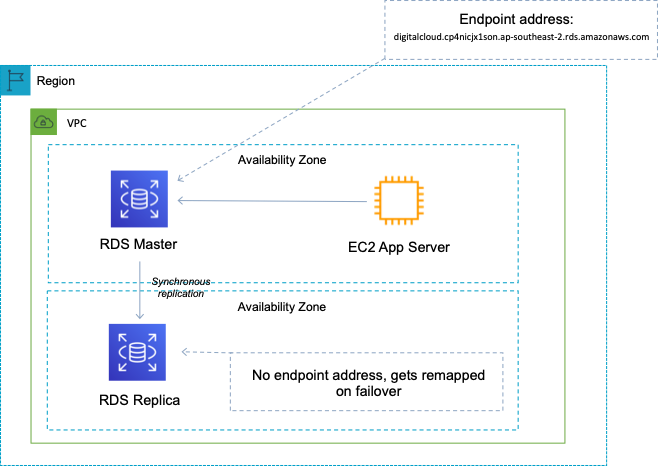 Endpoint address:
digitalcloud.cp4nicjx1son.ap-southeast-2.rds.amazonaws.com
Region
VPC
Availability Zone
RDS Master
EC2 App Server
Synchronous
replication
Availability Zone
No endpoint address, gets remapped
on failover
RDS Replica